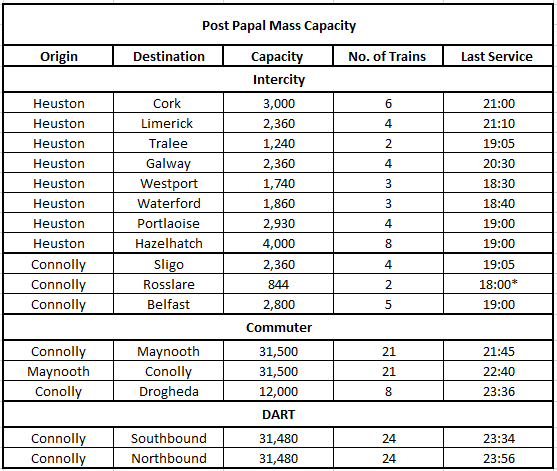 Post Papal Mass Capacity
Origin Destination Capacity No. of Trains Last Service
Intercity
Heuston Cork 3,000 6 21:00
Heuston Limerick 2,360 4 21:10
Heuston Tralee 1,240 2 19:05
Heuston Galway 2,360 4 20:30
Heuston Westport 1,740 3 18:30
Heuston Waterford 1,860 3 18:40
Heuston Portlaoise 2,930 4 19:00
Heuston Hazelhatch 4,000 8 19:00
Connolly Sligo 2,360 4 19:05
Connolly Rosslare 844 2 18:00*
Connolly Belfast 2,800 5 19:00
Commuter
Connolly Maynooth 31,500 21 21:45
Maynooth Conolly 31,500 21 22:40
Conolly Drogheda 12,000 8 23:36
DART
Connolly Southbound 31,480 24 23:34
Connolly Northbound 31,480 24 23:56